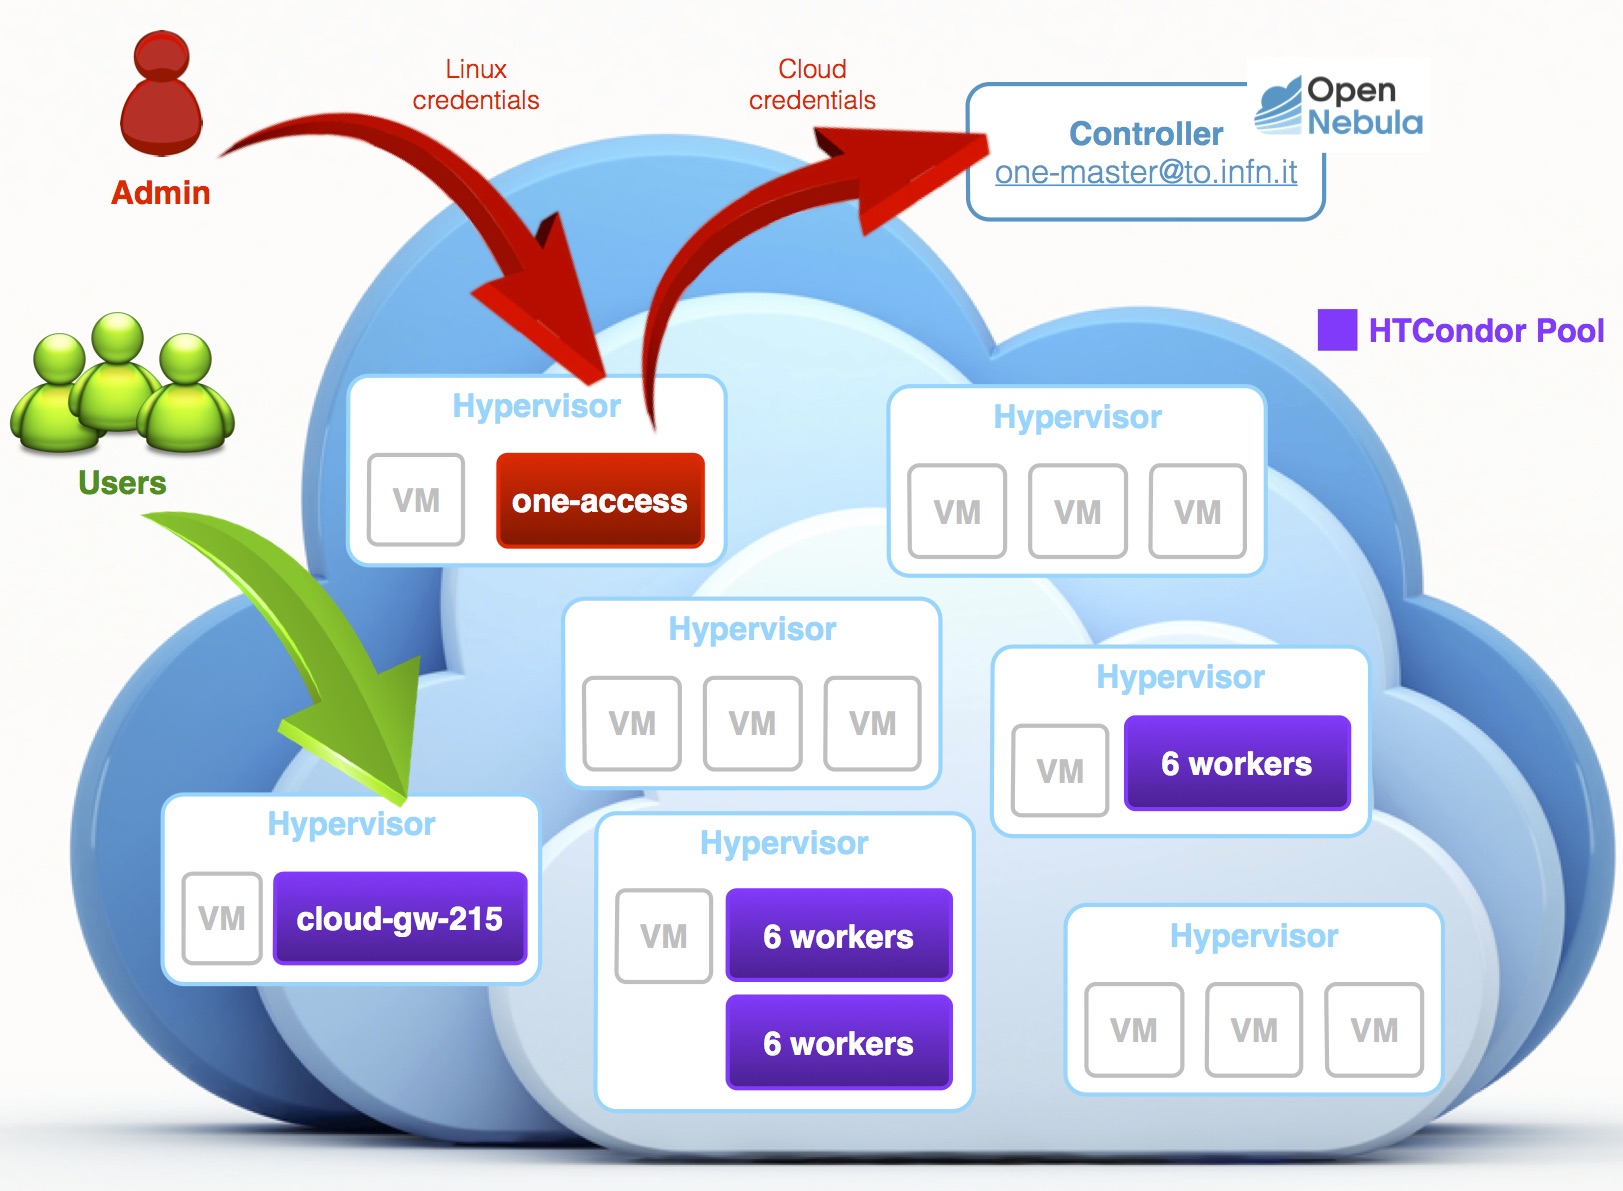 Linux
credentials
Cloud
credentials
Open
Nebula
Controller
one-master@to.infn.it
Admin
HTCondor Pool
Users
Hypervisor
VM
one-access
Hypervisor
VM
VM
VM
Hypervisor
VM
VM
VM
Hypervisor
VM
6 workers
Hypervisor
VM
cloud-gw-215
Hypervisor
VM
6 workers
6 workers
Hypervisor
VM
VM
VM